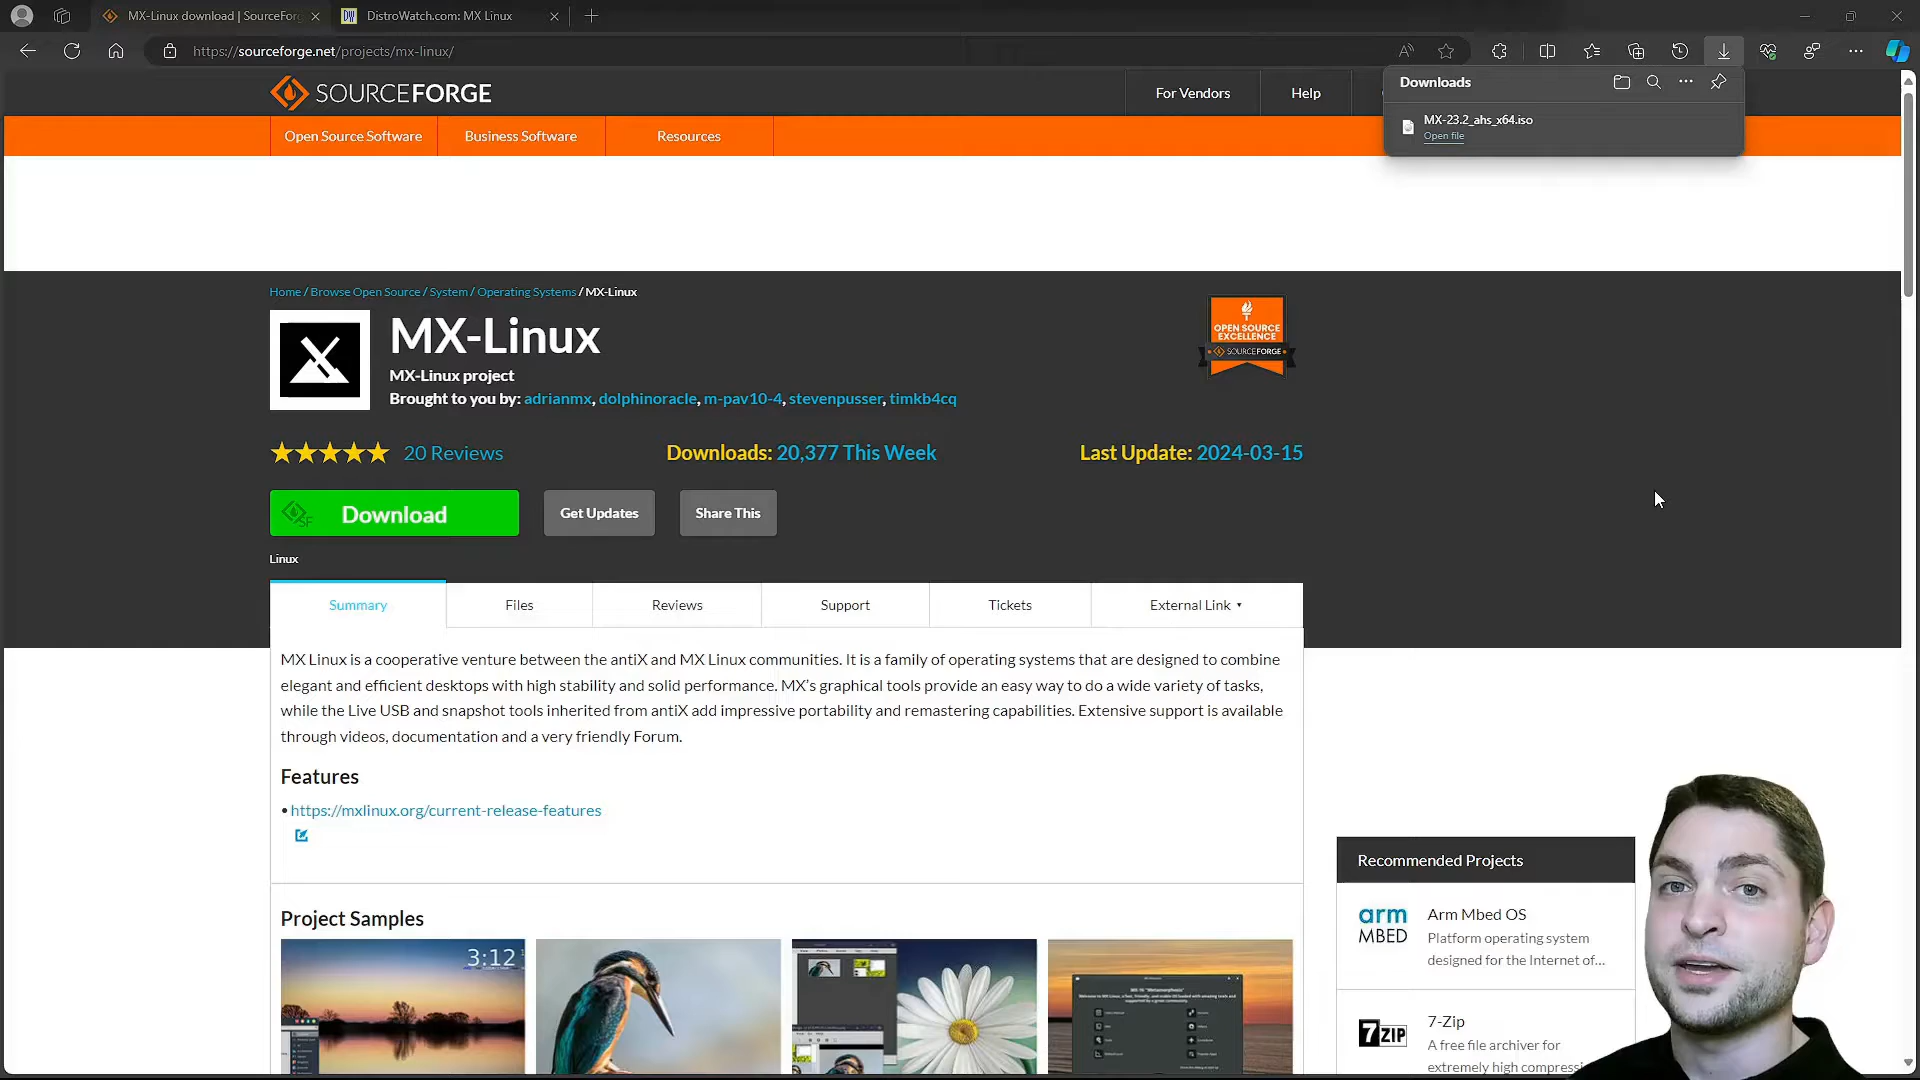 MX-Linux download | SourceForg
DistroWatch.com: MX Linux
https://sourceforge.net/projects/mx-linux/
SOURCEFORGE
For Vendors
Help
Downloads
MX-23.2_ahs_x64.iso
Open file
Open Source Software
Business Software
Resources
Home / Browse Open Source / System / Operating Systems / MX-Linux
MX-Linux
MX-Linux project
Brought to you by: adrianmx, dolphinoracle, m-pav10-4, stevenpusser, timkb4cq
OPEN SOURCE
EXCELLENCE
SOURCEFORGE
20 Reviews
Downloads: 20,377 This Week
Last Update: 2024-03-15
SF
Download
Get Updates
Share This
Linux
Summary
Files
Reviews
Support
Tickets
External Link
MX Linux is a cooperative venture between the antiX and MX Linux communities. It is a family of operating systems that are designed to combine
elegant and efficient desktops with high stability and solid performance. MX’s graphical tools provide an easy way to do a wide variety of tasks,
while the Live USB and snapshot tools inherited from antiX add impressive portability and remastering capabilities. Extensive support is available
through videos, documentation and a very friendly Forum.
Features
• https://mxlinux.org/current-release-features
Project Samples
3:12
Recommended Projects
arm
MBED
Arm Mbed OS
Platform operating system
designed for the Internet of...
7ZIP
7-Zip
A free file archiver for
extremely high compress